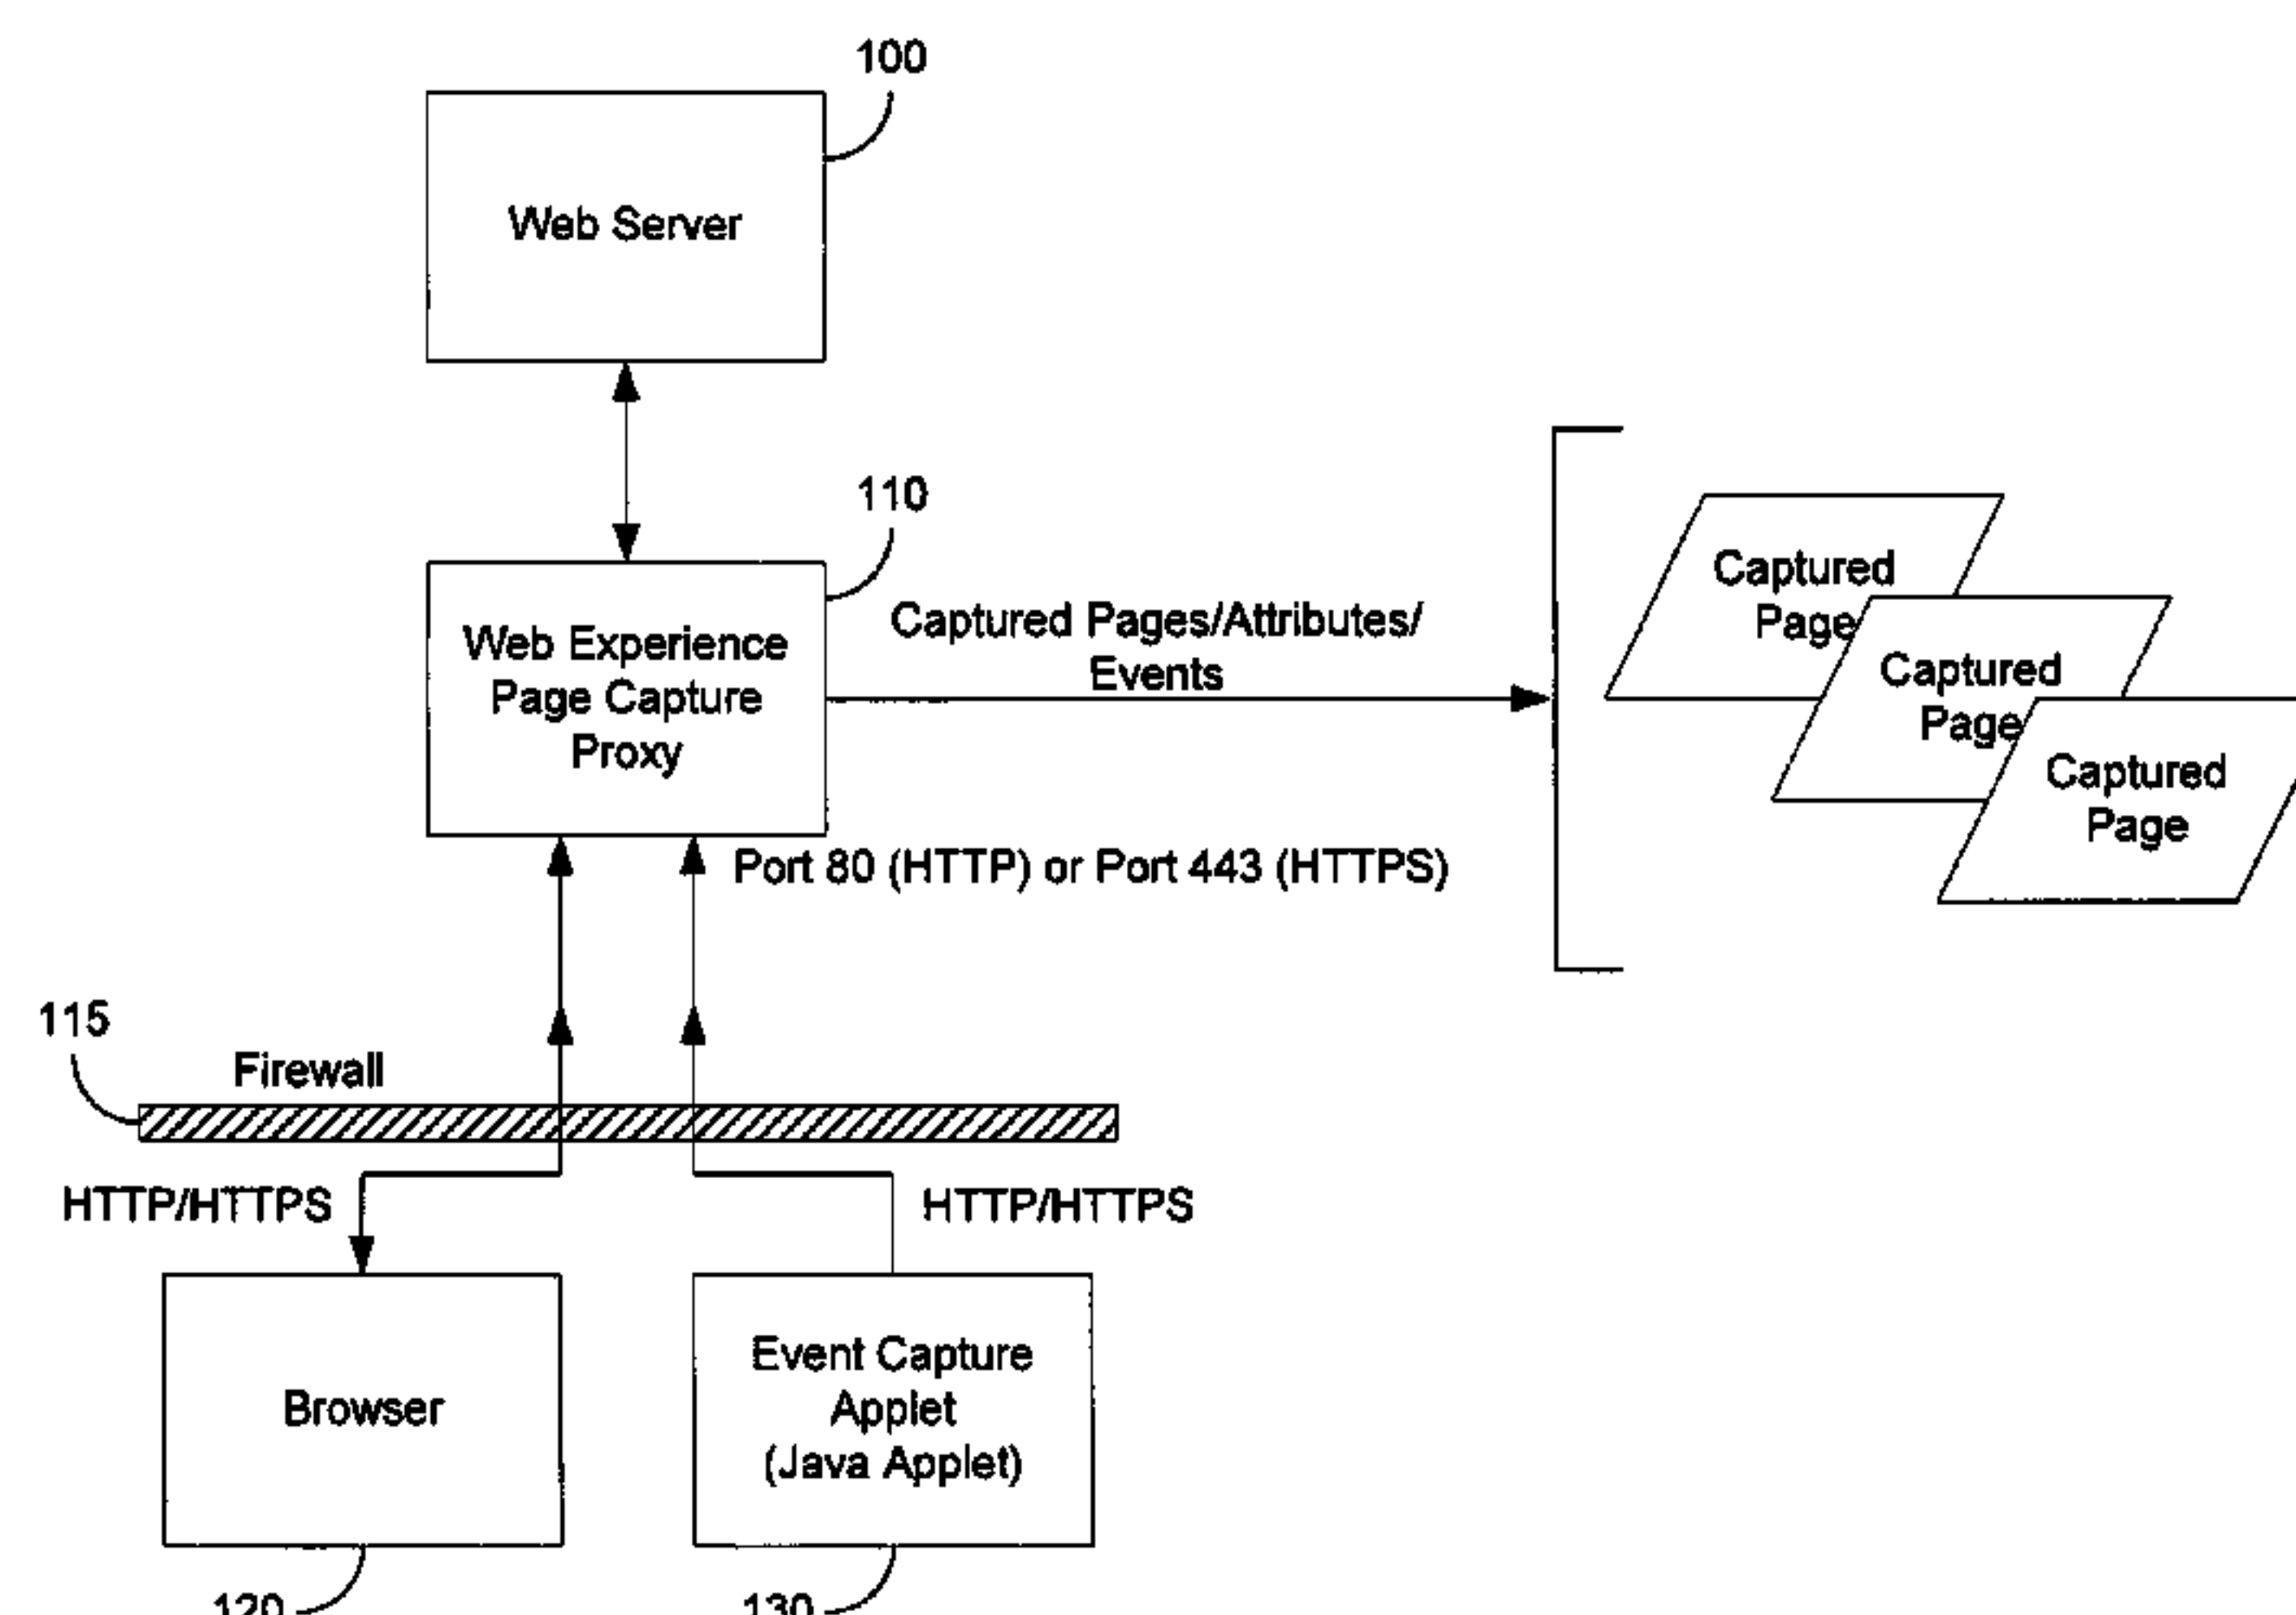 100
Web Server
110
Web Experience
Page Capture
Proxy
Captured Pages/Attributes/
Events
Captured
Page
Captured
Page
Captured
Page
Port 80 (HTTP) or Port 443 (HTTPS)
115
Firewall
HTTP/HTTPS
HTTP/HTTPS
Browser
Event Capture
Applet
(Java Applet)
120
130